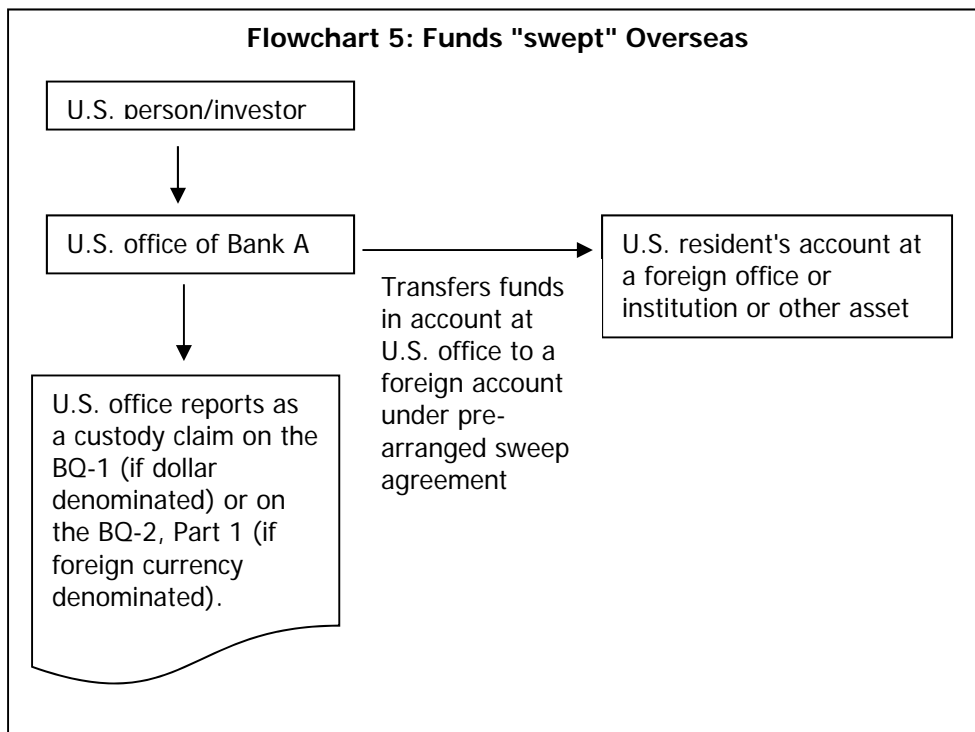 Flowchart 5: Funds "swept" Overseas
U.S. person/investor
U.S. office of Bank A
U.S. resident's account at
a foreign office or
institution or other asset
Transfers funds
in account at
U.S. office to a
foreign account
under pre-
arranged sweep
agreement
U.S. office reports as
a custody claim on the
BQ-1 (if dollar
denominated) or on
the BQ-2, Part 1 (if
foreign currency
denominated).